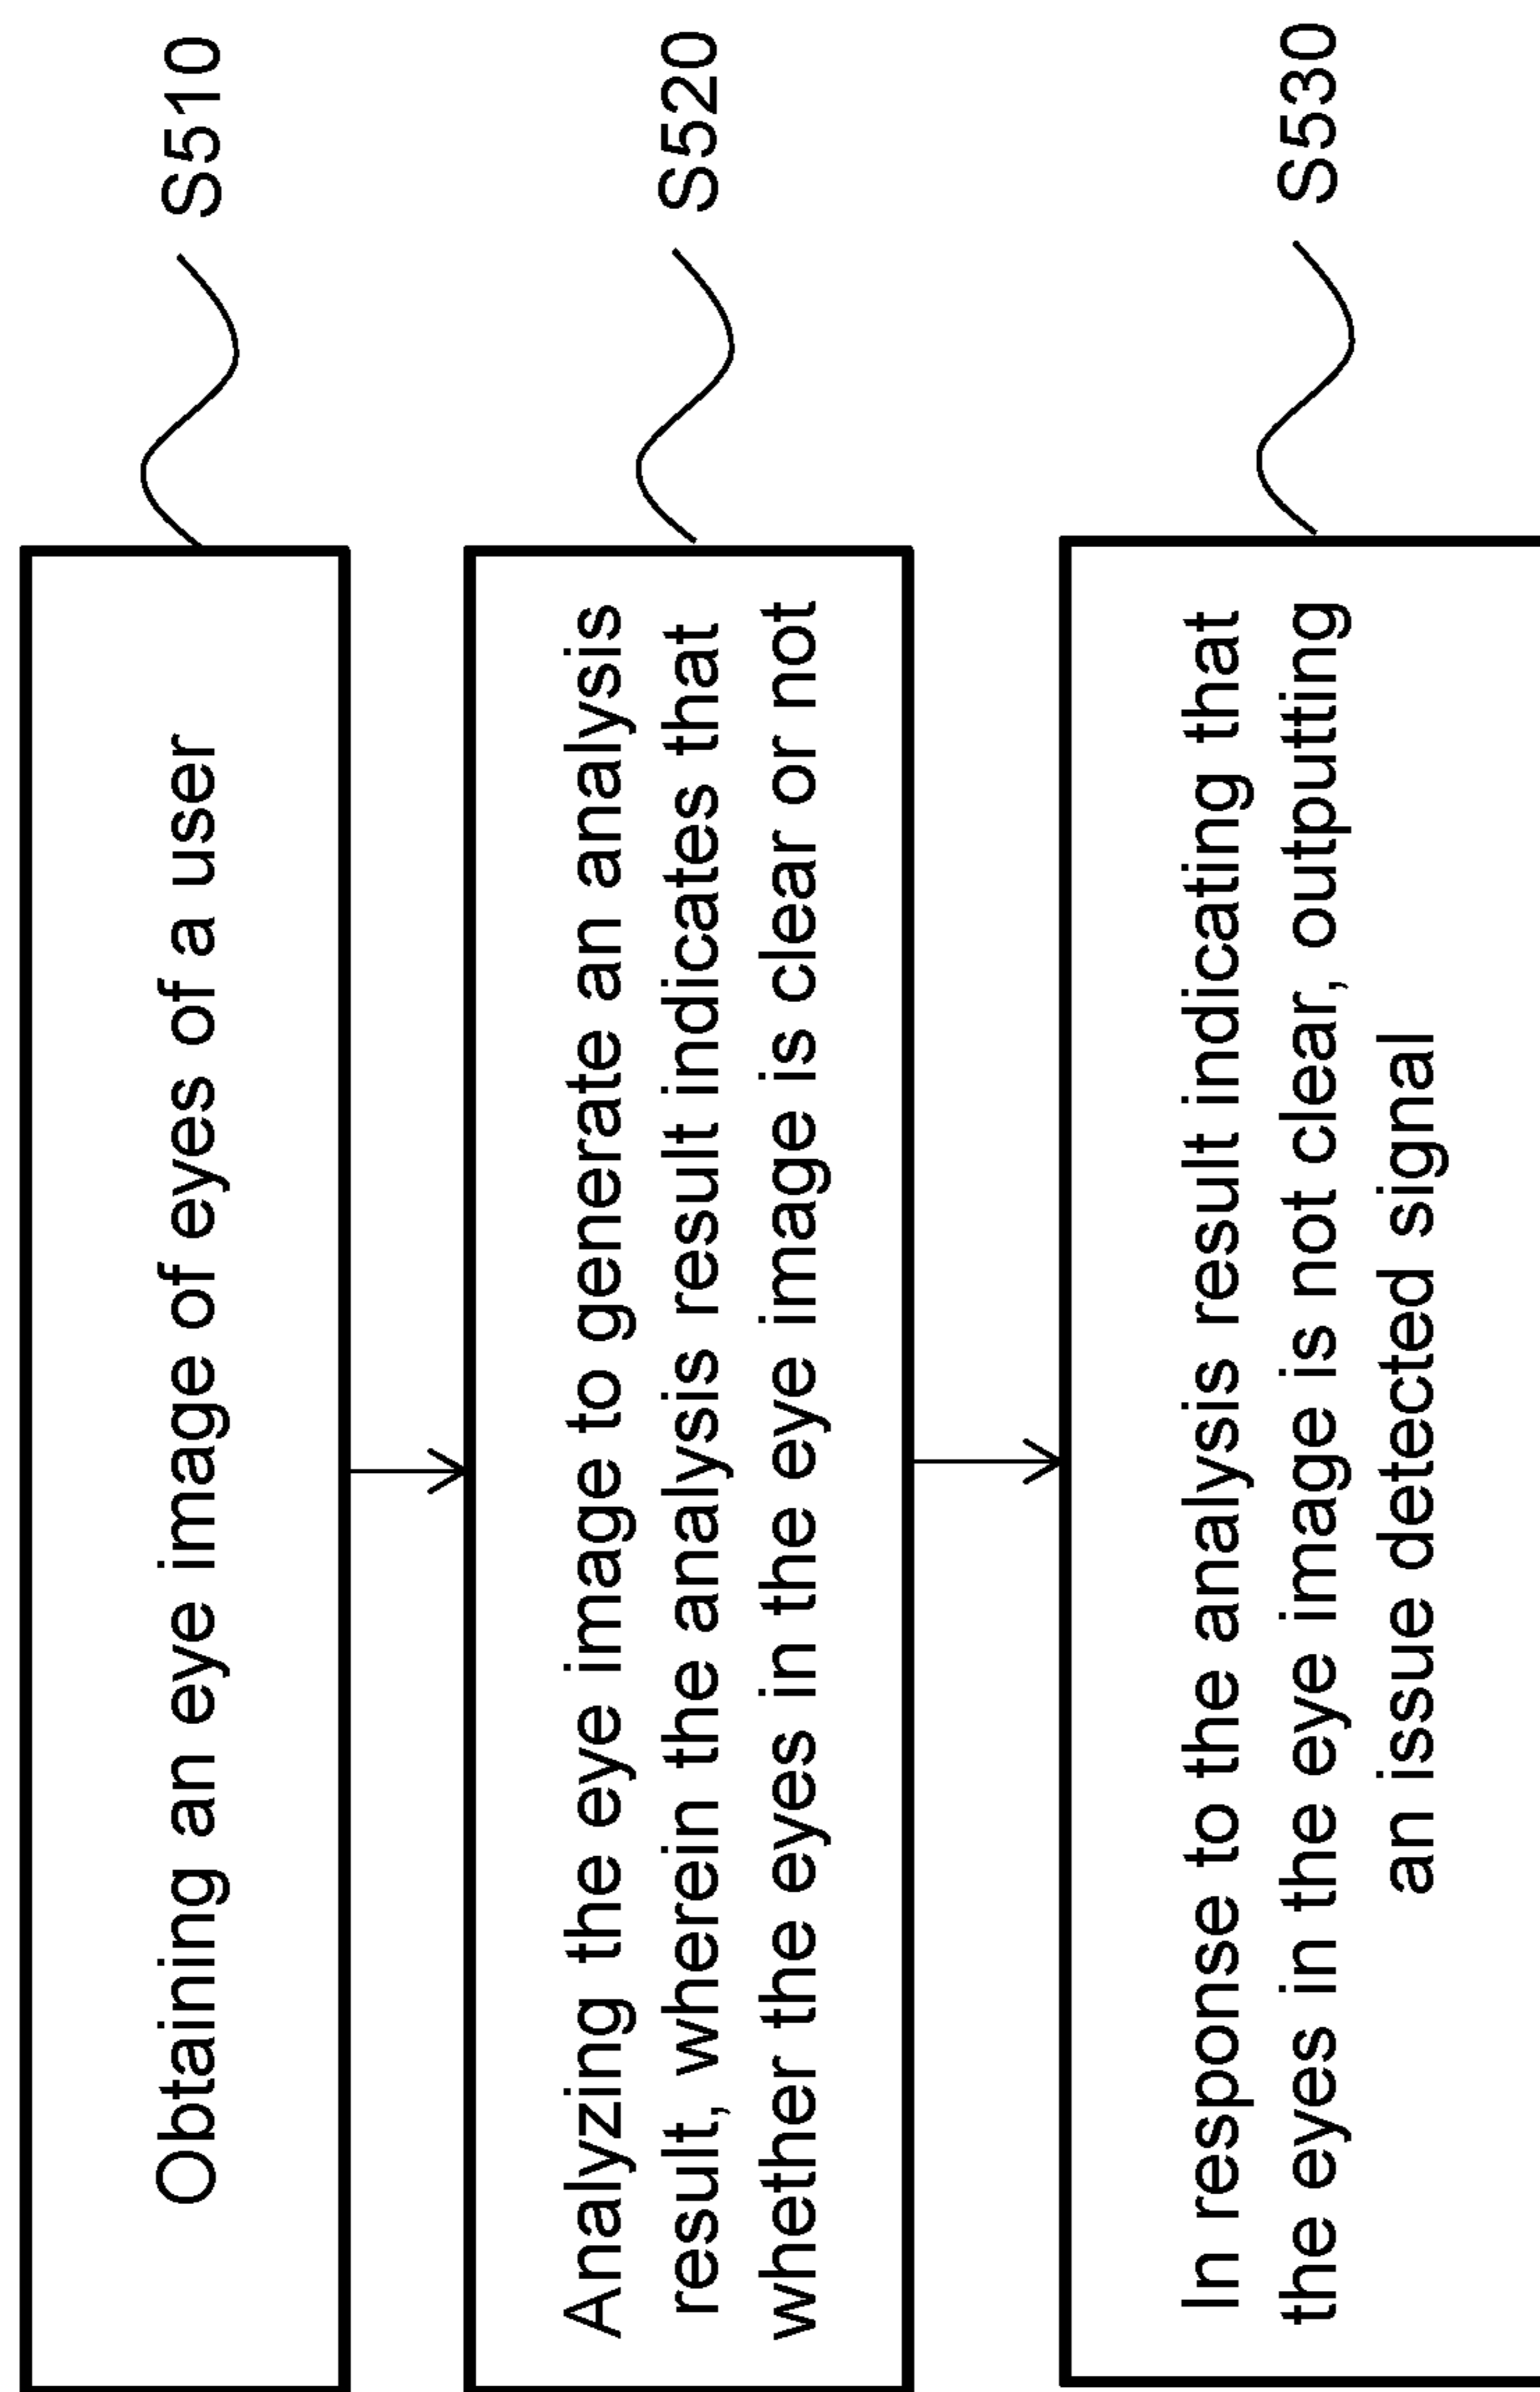 Obtaining an eye image of eyes of a user
S510
Analyzing the eye image to generate an analysis
result, wherein the analysis result indicates that
whether the eyes in the eye image is clear or not
S520
In response to the analysis result indicating that
the eyes in the eye image is not clear, outputting
an issue detected signal
S530